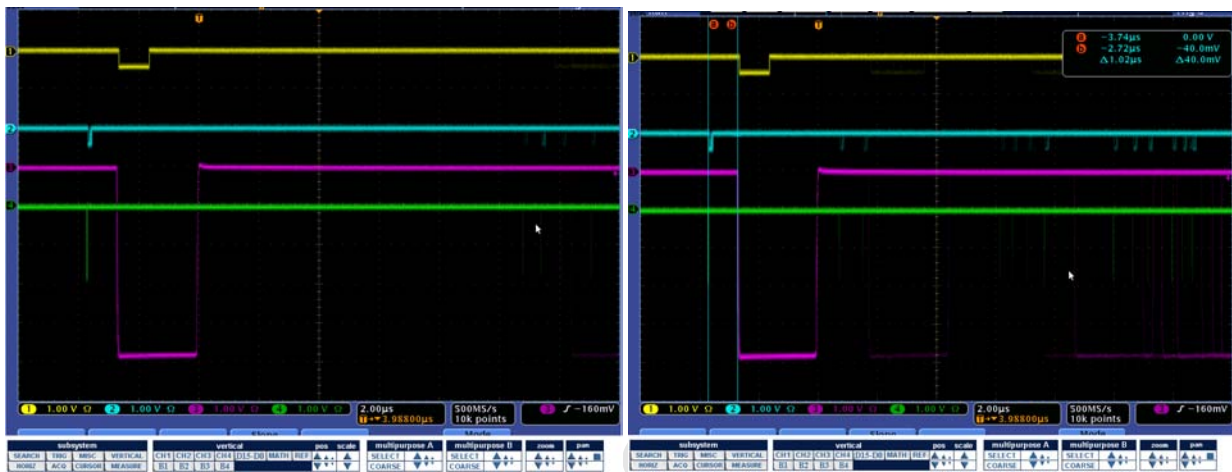 T
1
2
3
4
1 1.00 V Ω 2 1.00 V Ω 3 1.00 V Ω 4 1.00 V Ω
2.00µs
T→▼3.98800µs
500MS/s
10k points
3 ∫ −160mV
subsystem vertical pos scale multipurpose A multipurpose B zoom pan
SEARCH TRIG MISC VERTICAL CH1 CH2 CH3 CH4 D15-D0 MATH REF SELECT SELECT
HORIZ ACQ CURSOR MEASURE B1 B2 B3 B4 COARSE COARSE
a b T
a −3.74µs 0.00 V
b −2.72µs −40.0mV
Δ1.02µs Δ40.0mV
1
2
3
4
1 1.00 V Ω 2 1.00 V Ω 3 1.00 V Ω 4 1.00 V Ω
2.00µs
T→▼3.98800µs
500MS/s
10k points
3 ∫ −160mV
subsystem vertical pos scale multipurpose A multipurpose B zoom pan
SEARCH TRIG MISC VERTICAL CH1 CH2 CH3 CH4 D15-D0 MATH REF SELECT SELECT
HORIZ ACQ CURSOR MEASURE B1 B2 B3 B4 COARSE COARSE